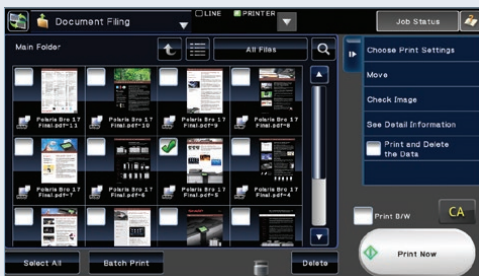 Document Filing
LINE
PRINTER
Job Status
Main Folder
All Files
Choose Print Settings
Move
Check Image
See Detail Information
Print and Delete
the Data
Polaris Bro 17
Final.pdf-11
Polaris Bro 17
Final.pdf-10
Polaris Bro 17
Final.pdf-9
Polaris Bro 17
Final.pdf-8
Polaris Bro 17
Final.pdf-7
Polaris Bro 17
Final.pdf-6
Polaris Bro 17
Final.pdf-5
Polaris Bro 17
Final.pdf-4
Print B/W
CA
Print Now
Select All
Batch Print
Delete